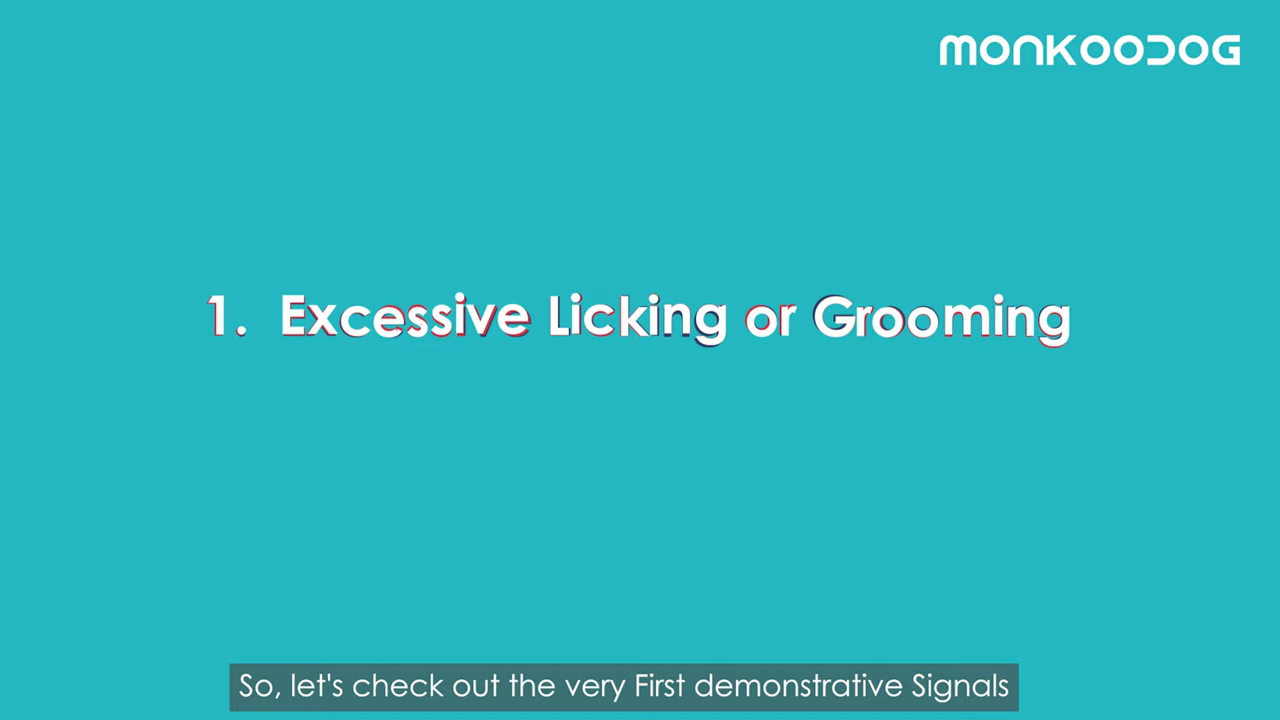 MONKOODOG
1. Excessive Licking or Grooming
So, let's check out the very First demonstrative Signals